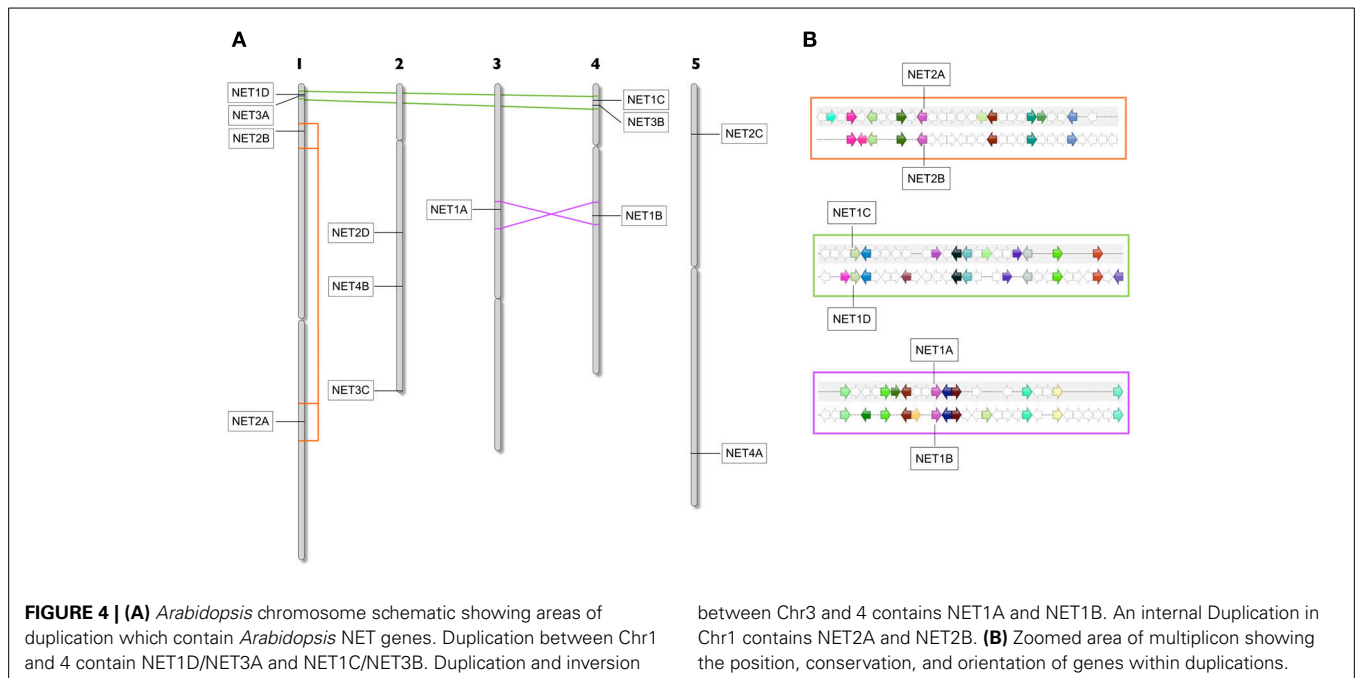 A
B
1
2
3
4
5
NET1D
NET3A
NET2B
NET2A
NET2D
NET4B
NET3C
NET1A
NET1C
NET3B
NET1B
NET2C
NET4A
NET2A
NET2B
NET1C
NET1D
NET1A
NET1B
FIGURE 4 | (A) Arabidopsis chromosome schematic showing areas of
duplication which contain Arabidopsis NET genes. Duplication between Chr1
and 4 contain NET1D/NET3A and NET1C/NET3B. Duplication and inversion
between Chr3 and 4 contains NET1A and NET1B. An internal Duplication in
Chr1 contains NET2A and NET2B. (B) Zoomed area of multiplicon showing
the position, conservation, and orientation of genes within duplications.